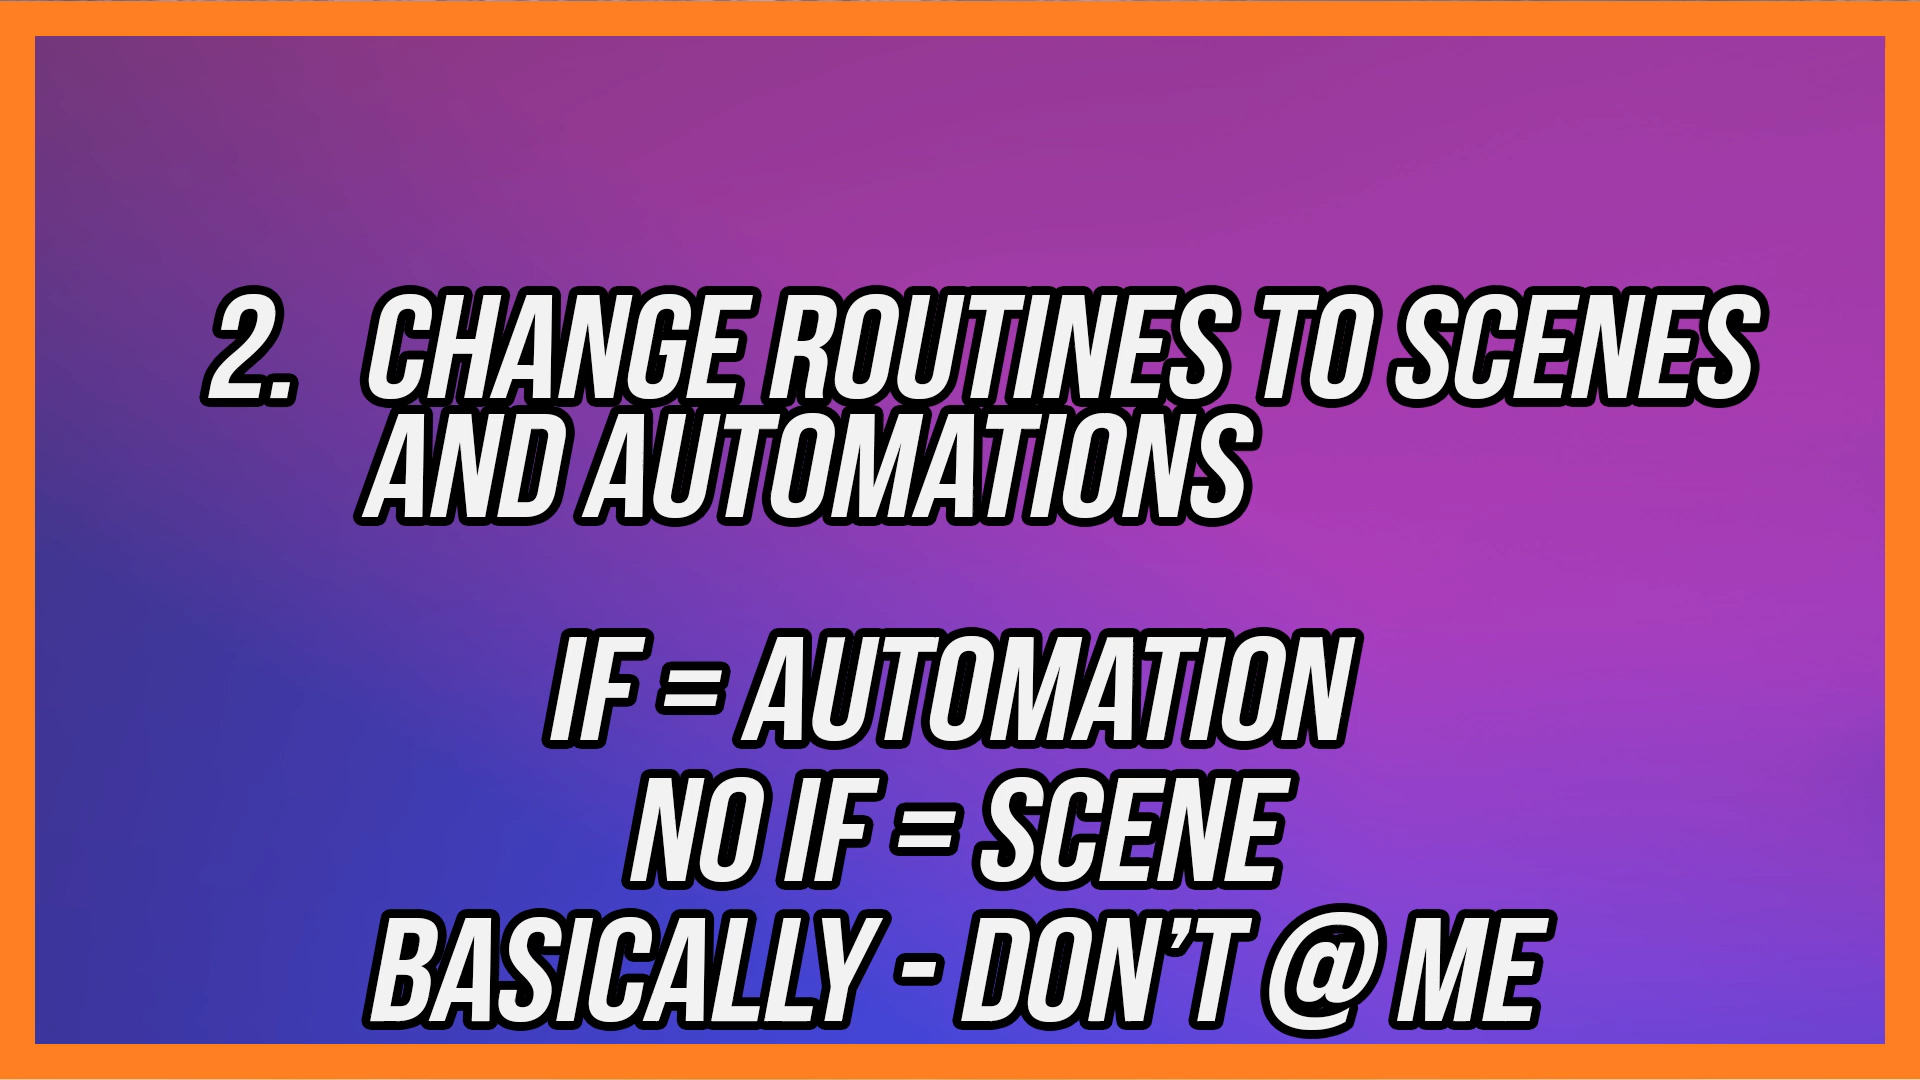 2. CHANGE ROUTINES TO SCENES
AND AUTOMATIONS
IF = AUTOMATION
NO IF = SCENE
BASICALLY - DON'T @ ME